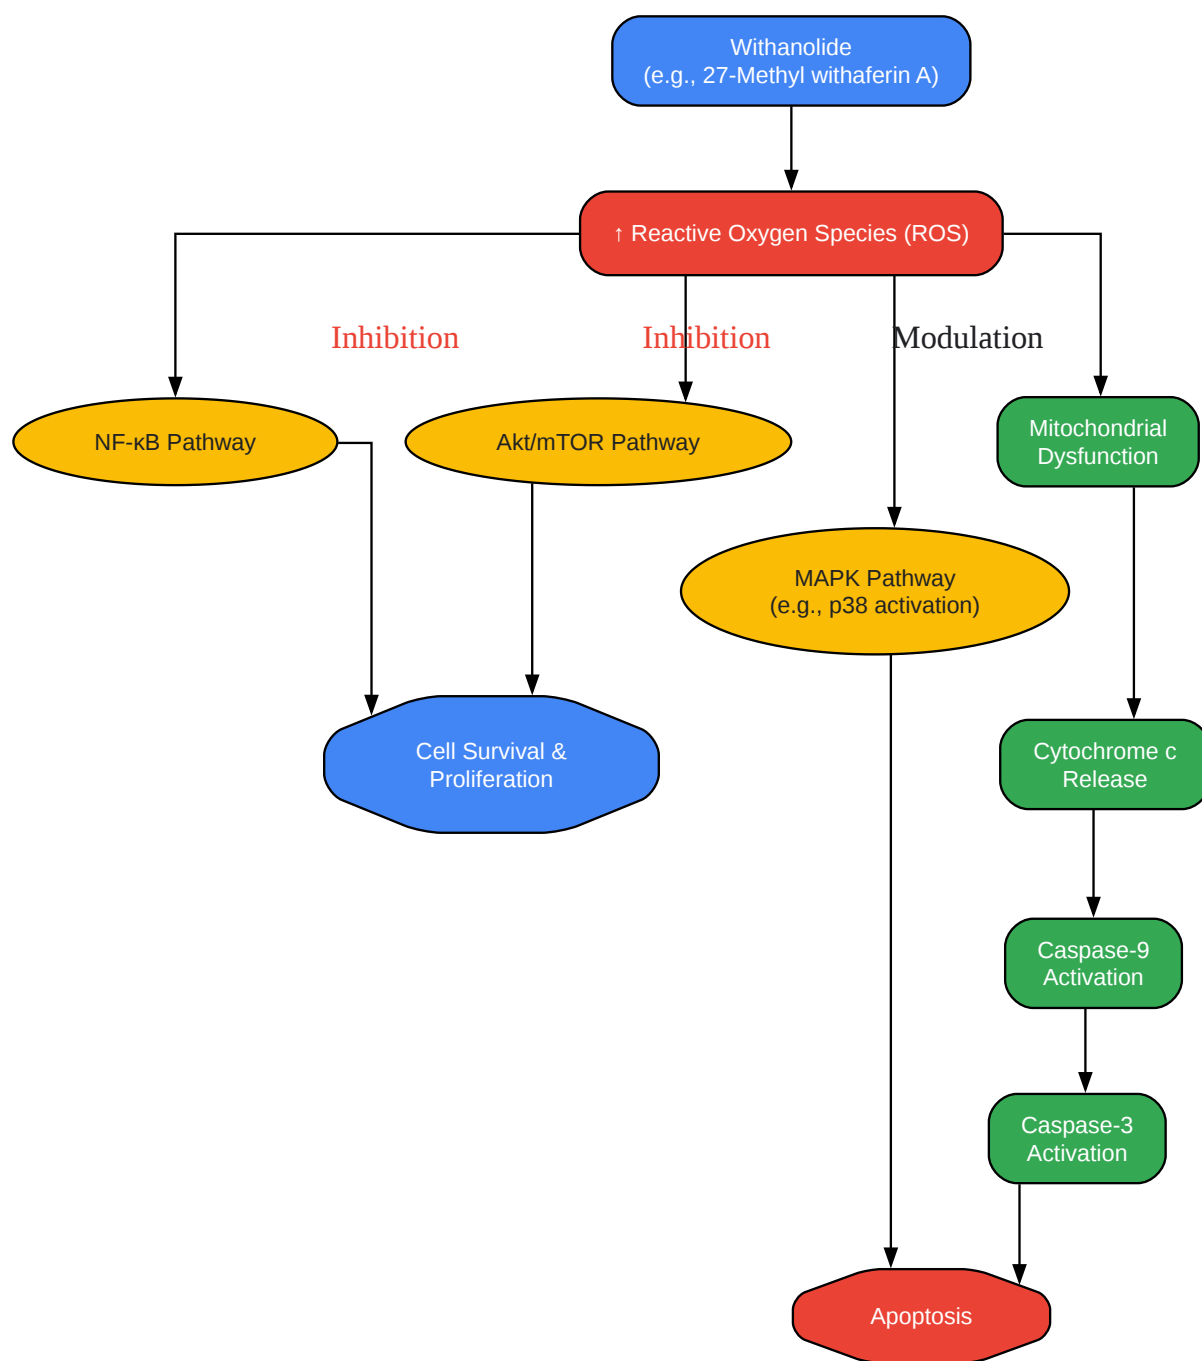 Withanolide
(e.g., 27-Methyl withaferin A)
↑ Reactive Oxygen Species (ROS)
Inhibition
Inhibition
Modulation
NF-κB Pathway
Akt/mTOR Pathway
Mitochondrial
Dysfunction
MAPK Pathway
(e.g., p38 activation)
Cell Survival &
Proliferation
Cytochrome c
Release
Caspase-9
Activation
Caspase-3
Activation
Apoptosis